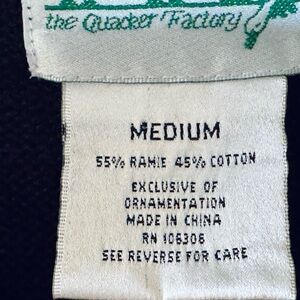 the Quacker Factory
MEDIUM
55% RAMIE 45% COTTON
EXCLUSIVE OF
ORNAMENTATION
MADE IN CHINA
RN 106306
SEE REVERSE FOR CARE